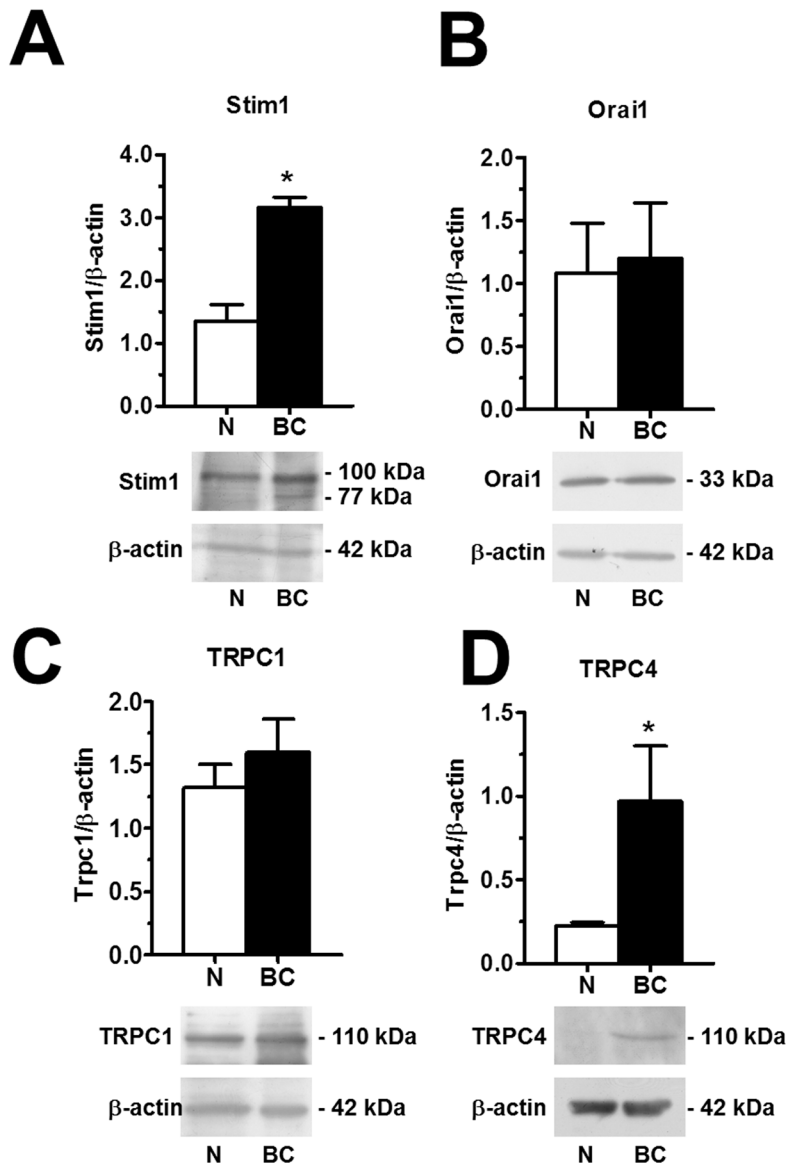 A
Stim1
Stim1/β-actin
4.0
3.0
2.0
1.0
0.0
*
N BC
Stim1
- 100 kDa
- 77 kDa
β-actin - 42 kDa
N BC
B
Orai1
Orai1/β-actin
2.0
1.5
1.0
0.5
0.0
N BC
Orai1 - 33 kDa
β-actin - 42 kDa
N BC
C
TRPC1
Trpc1/β-actin
2.0
1.5
1.0
0.5
0.0
N BC
TRPC1 - 110 kDa
β-actin - 42 kDa
N BC
D
TRPC4
Trpc4/β-actin
1.5
1.0
0.5
0.0
*
N BC
TRPC4 - 110 kDa
β-actin - 42 kDa
N BC